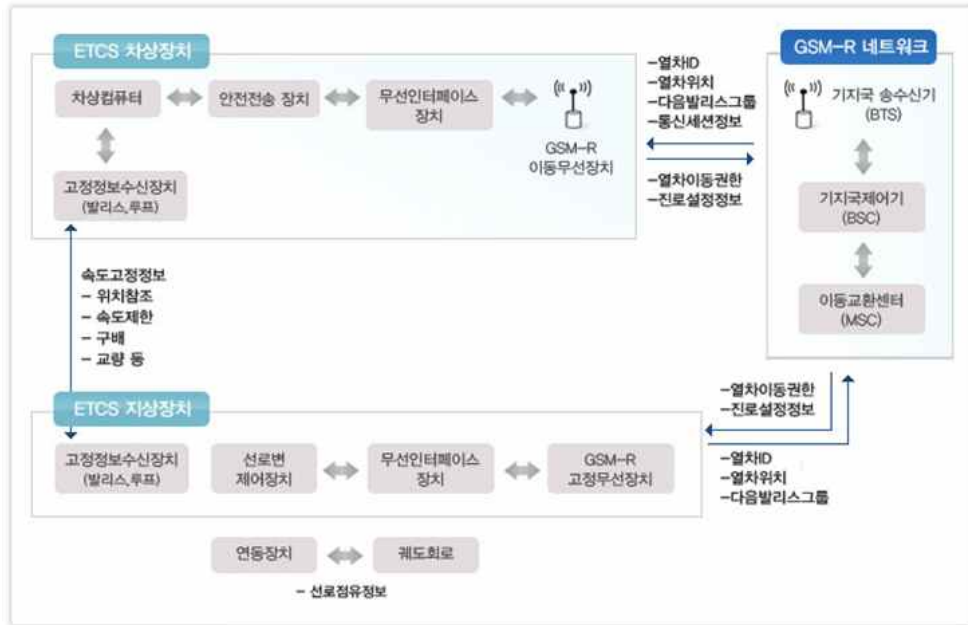 ETCS 차상장치
차상컴퓨터
안전전송 장치
무선인터페이스
장치
GSM-R
이동무선장치
고정정보수신장치
(발리스,루프)
-열차ID
-열차위치
-다음발리스그룹
-통신세션정보
-열차이동권한
-진로설정정보
GSM-R 네트워크
기지국 송수신기
(BTS)
기지국제어기
(BSC)
이동교환센터
(MSC)
속도고정정보
- 위치참조
- 속도제한
- 구배
- 교량 등
-열차이동권한
-진로설정정보
-열차ID
-열차위치
-다음발리스그룹
ETCS 지상장치
고정정보수신장치
(발리스,루프)
선로변
제어장치
무선인터페이스
장치
GSM-R
고정무선장치
연동장치
궤도회로
- 선로점유정보